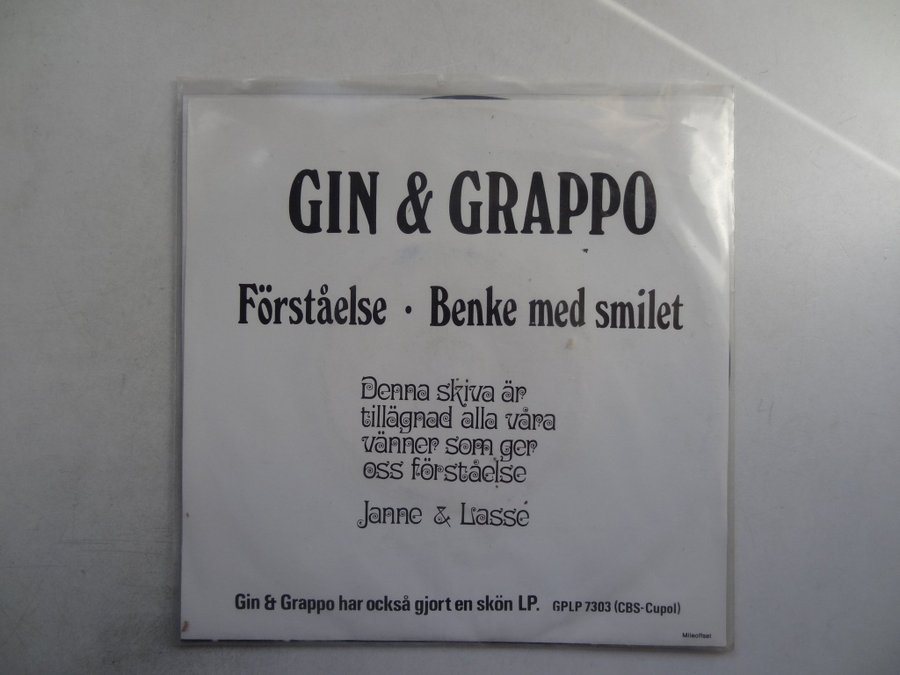 GIN & GRAPPO
Förståelse · Benke med smilet
Denna skiva är
tillägnad alla våra
vänner som ger
oss förståelse
Janne & Lasse
Gin & Grappo har också gjort en skön LP. GPLP 7303 (CBS-Cupol)